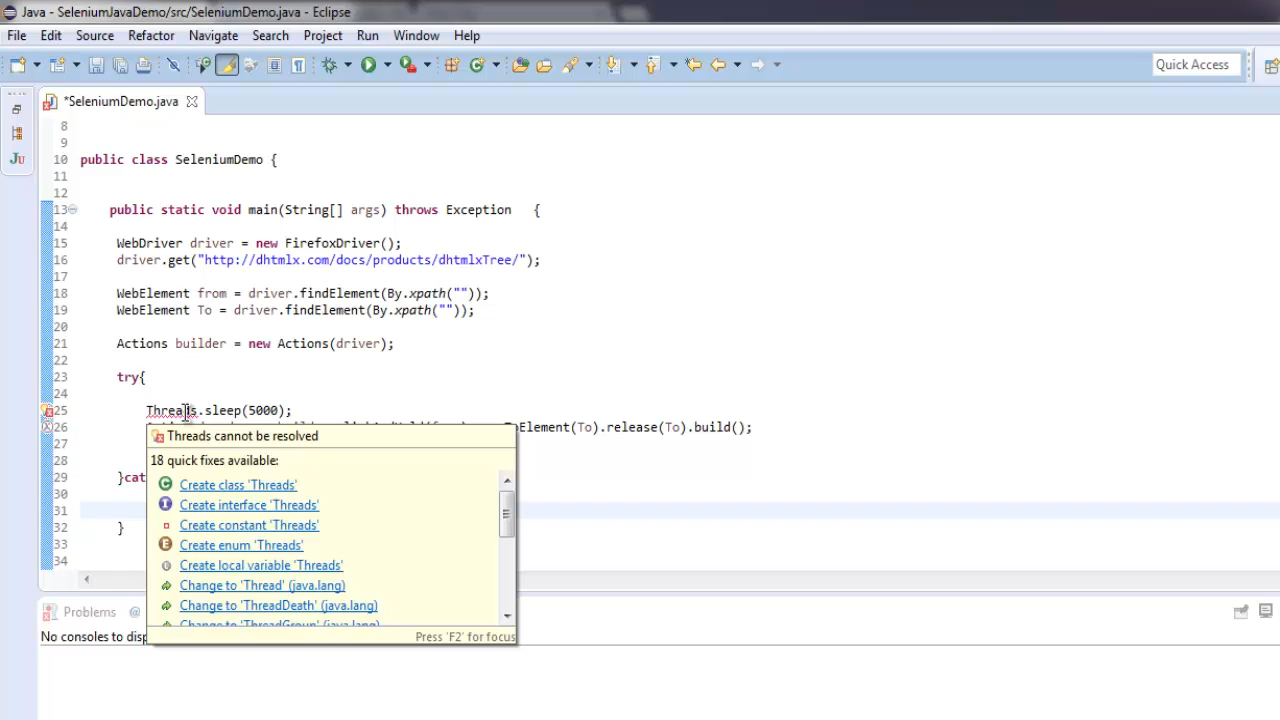 Java - SeleniumJavaDemo/src/SeleniumDemo.java - Eclipse
File Edit Source Refactor Navigate Search Project Run Window Help
Quick Access
*SeleniumDemo.java
8
9
10 public class SeleniumDemo {
11
12
13 public static void main(String[] args) throws Exception {
14
15 WebDriver driver = new FirefoxDriver();
16 driver.get("http://dhtmlx.com/docs/products/dhtmlxTree/");
17
18 WebElement from = driver.findElement(By.xpath(""));
19 WebElement To = driver.findElement(By.xpath(""));
20
21 Actions builder = new Actions(driver);
22
23 try{
24
25 Threads.sleep(5000);
26 ToElement(To).release(To).build();
27
28
29 }cat
30
31
32 }
33
34
Threads cannot be resolved
18 quick fixes available:
Create class 'Threads'
Create interface 'Threads'
Create constant 'Threads'
Create enum 'Threads'
Create local variable 'Threads'
Change to 'Thread' (java.lang)
Change to 'ThreadDeath' (java.lang)
Change to 'ThreadGroup' (java.lang)
Press 'F2' for focus
Problems @
No consoles to disp